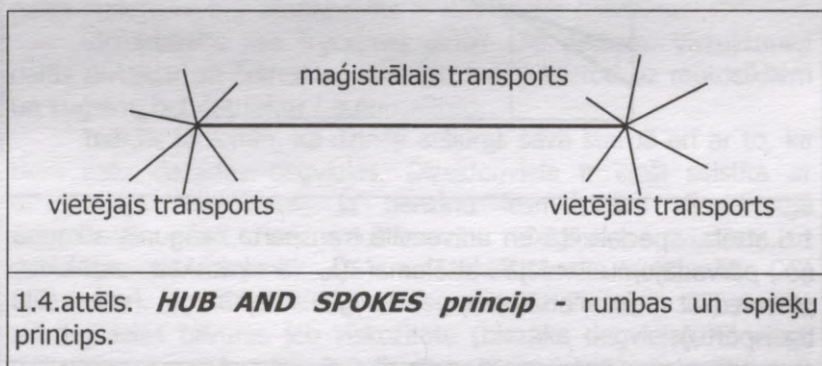 maģistrālais transports
vietējais transports
vietējais transports
1.4.attēls. HUB AND SPOKES princip – rumbas un spieķu
princips.